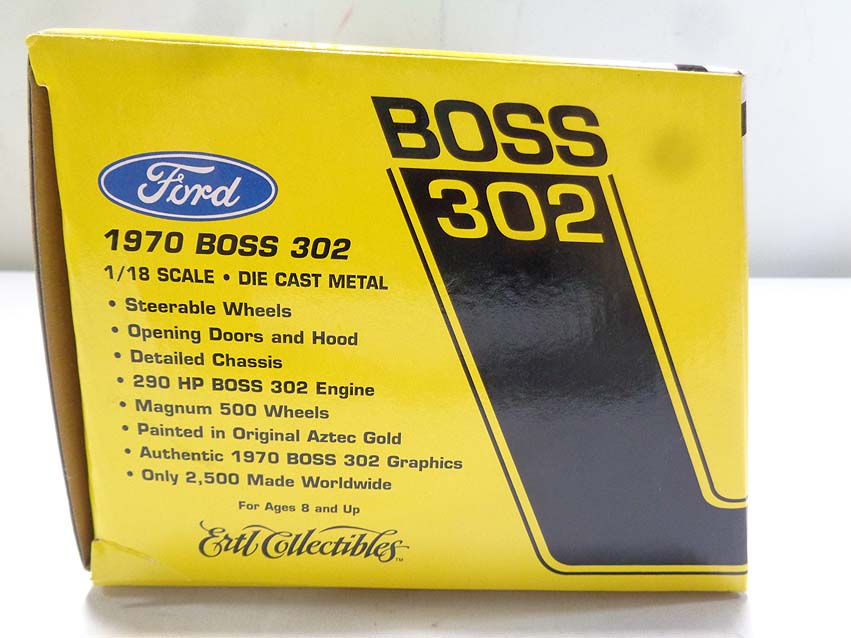 BOSS
302
Ford
1970 BOSS 302
1/18 SCALE • DIE CAST METAL
• Steerable Wheels
• Opening Doors and Hood
• Detailed Chassis
• 290 HP BOSS 302 Engine
• Magnum 500 Wheels
• Painted in Original Aztec Gold
• Authentic 1970 BOSS 302 Graphics
• Only 2,500 Made Worldwide
For Ages 8 and Up
Ertl Collectibles™